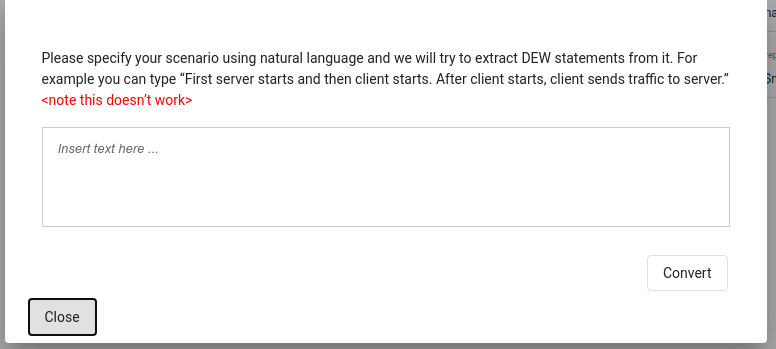 Please specify your scenario using natural language and we will try to extract DEW statements from it. For
example you can type “First server starts and then client starts. After client starts, client sends traffic to server.”
<note this doesn’t work>
Insert text here ...
Convert
Close